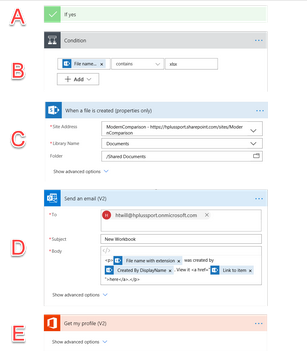 A
If yes
Condition
B
File name... × contains xlsx
+ Add
When a file is created (properties only)
C
* Site Address
ModernComparison - https://hplussport.sharepoint.com/sites/Moder
nComparison
* Library Name
Documents
Folder
/Shared Documents
Show advanced options
Send an email (V2)
* To
H
htwill@hplussport.onmicrosoft.com ×
* Subject
New Workbook
D
* Body
</>
<p> File name with extension × was created by
Created By DisplayName × . View it <a href=" Link to item ×
">here</a>.</p>
Show advanced options
E
Get my profile (V2)
Show advanced options